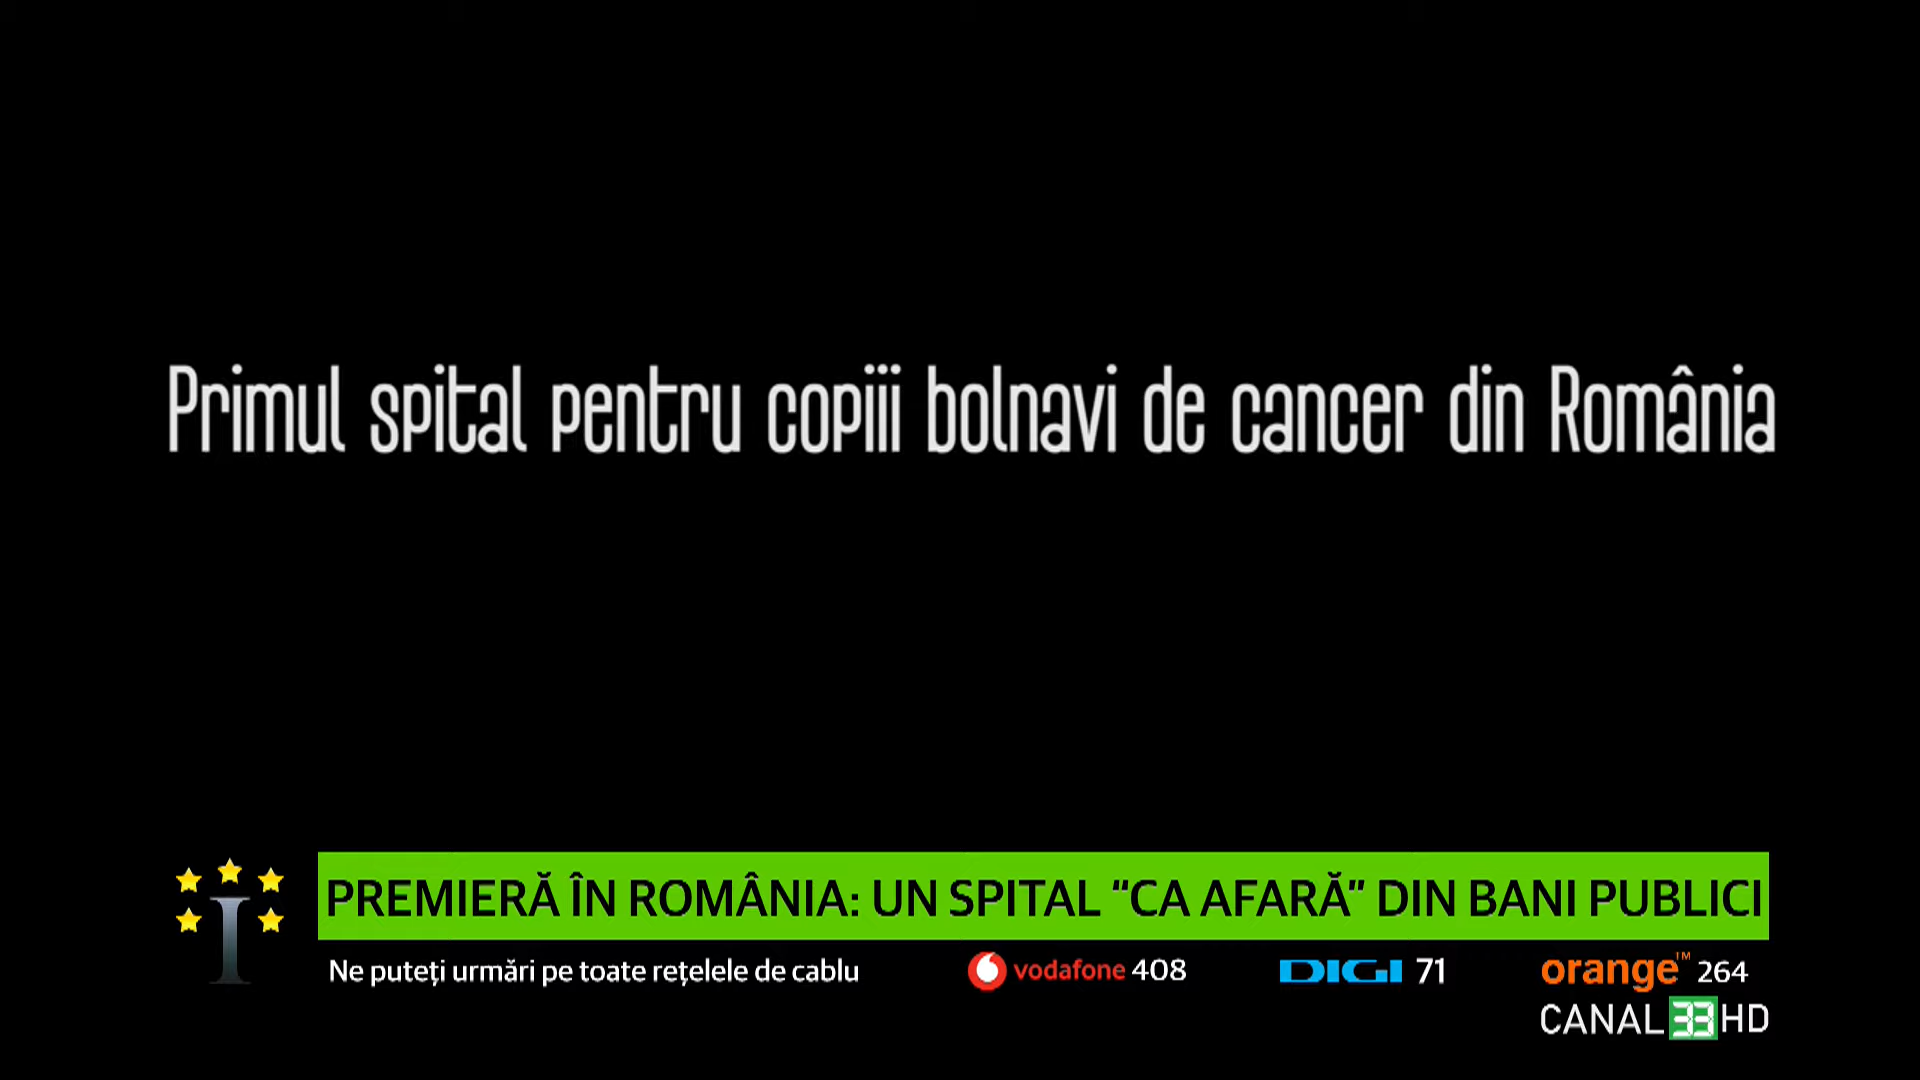 Primul spital pentru copiii bolnavi de cancer din România
PREMIERĂ ÎN ROMÂNIA: UN SPITAL “CA AFARĂ” DIN BANI PUBLICI
Ne puteți urmări pe toate rețelele de cablu vodafone 408 DIGI 71 orange™ 264
CANAL 33 HD